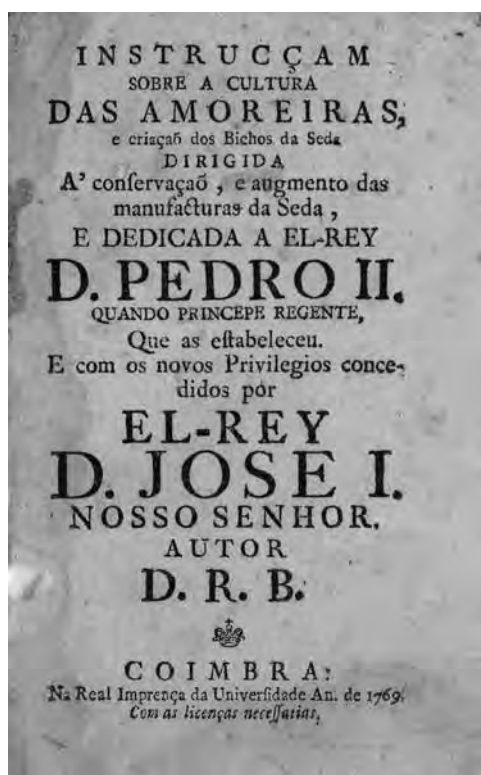 INSTRUCÇAM
SOBRE A CULTURA
DAS AMOREIRAS,
e criaçaõ dos Bichos da Seda
DIRIGIDA
A' conſervaçaõ , e augmento das
manufacturas da Seda ,
E DEDICADA A EL-REY
D. PEDRO II.
QUANDO PRINCEPE REGENTE,
Que as eſtabeleceu.
E com os novos Privilegios conce-
didos por
EL-REY
D. JOSE I.
NOSSO SENHOR.
AUTOR
D. R. B.
COIMBRA:
Na Real Imprença da Univerſidade An. de 1769.
Com as licenças neceſſarias.